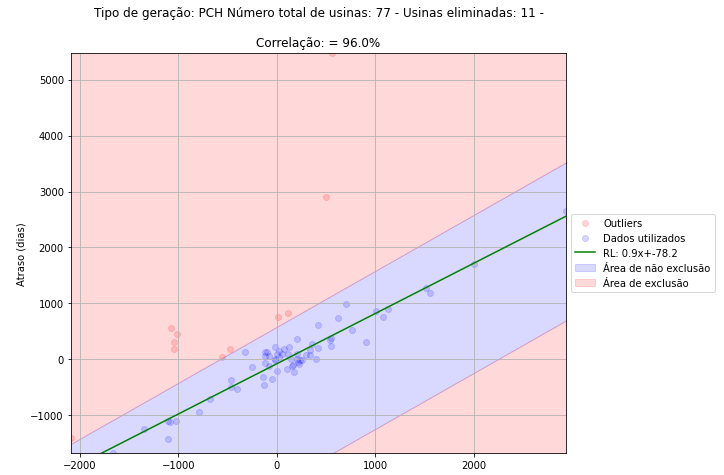 Tipo de geração: PCH Número total de usinas: 77 - Usinas eliminadas: 11 -
Correlação: = 96.0%
5000
4000
3000
2000
1000
0
−1000
Atraso (dias)
−2000
−1000
0
1000
2000
Outliers
Dados utilizados
RL: 0.9x+-78.2
Área de não exclusão
Área de exclusão